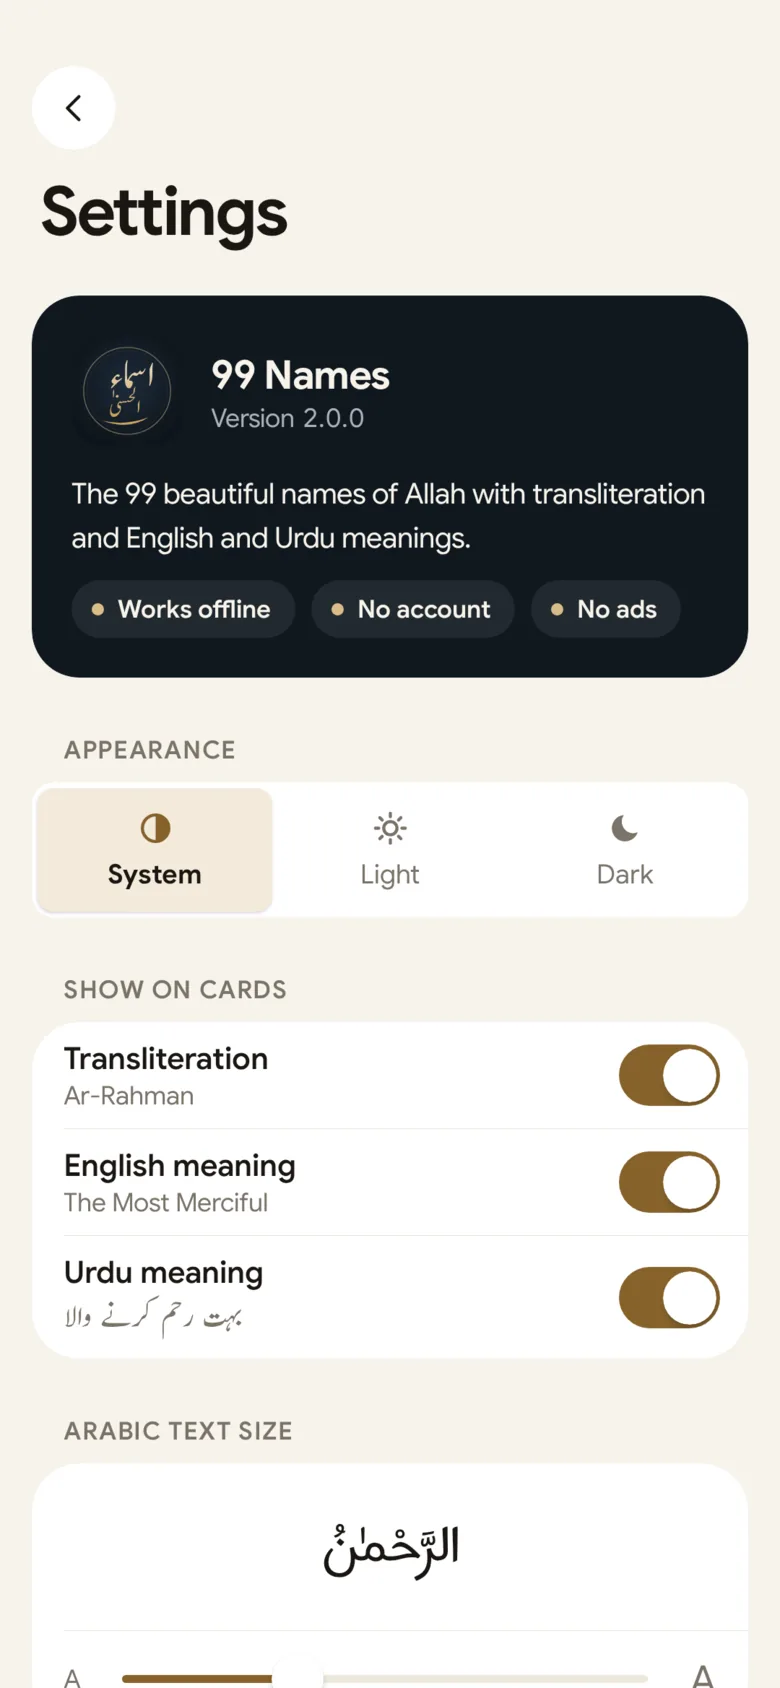 Settings
اسماء
الحسنیٰ
99 Names
Version 2.0.0
The 99 beautiful names of Allah with transliteration
and English and Urdu meanings.
Works offline
No account
No ads
APPEARANCE
System
Light
Dark
SHOW ON CARDS
Transliteration
Ar-Rahman
English meaning
The Most Merciful
Urdu meaning
بہت رحم کرنے والا
ARABIC TEXT SIZE
الرَّحْمٰنُ
A
A